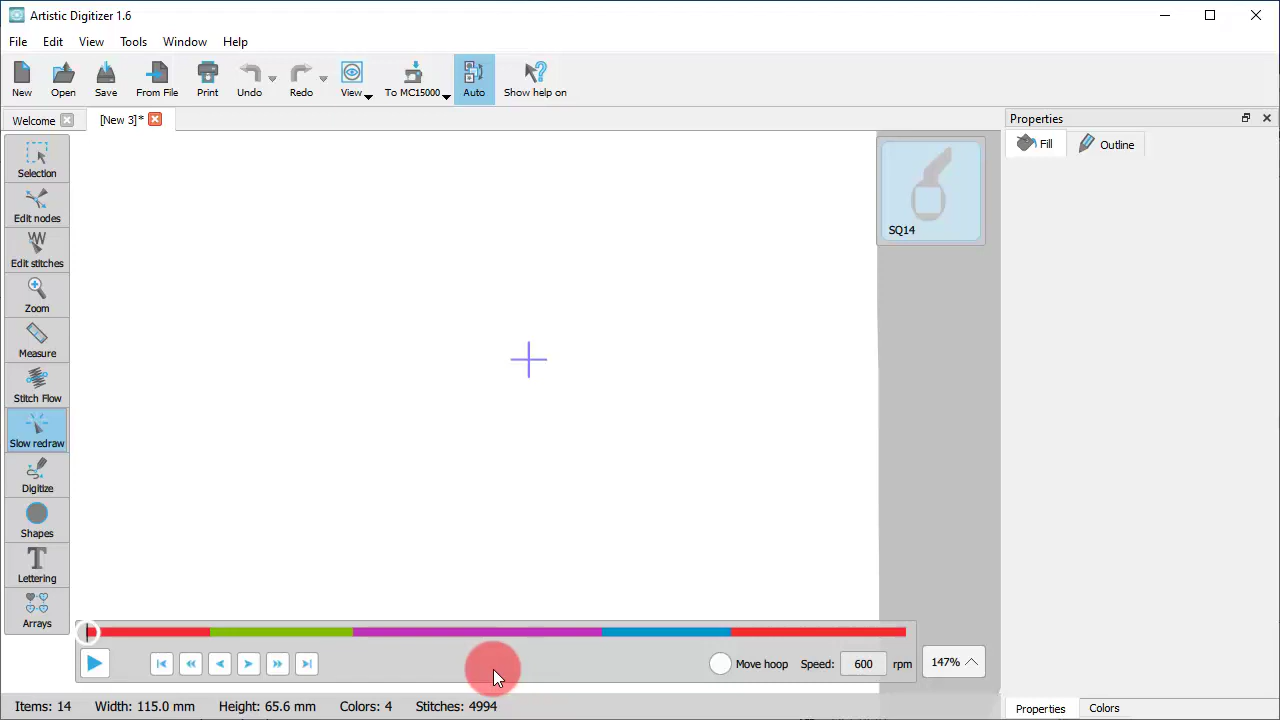 Artistic Digitizer 1.6
File Edit View Tools Window Help
New Open Save From File Print Undo Redo View To MC15000 Auto Show help on
Welcome [New 3]*
Properties
Fill Outline
Selection
Edit nodes
Edit stitches
Zoom
Measure
Stitch Flow
Slow redraw
Digitize
Shapes
Lettering
Arrays
SQ14
Move hoop Speed: 600 rpm 147%
Items: 14 Width: 115.0 mm Height: 65.6 mm Colors: 4 Stitches: 4994
Properties Colors